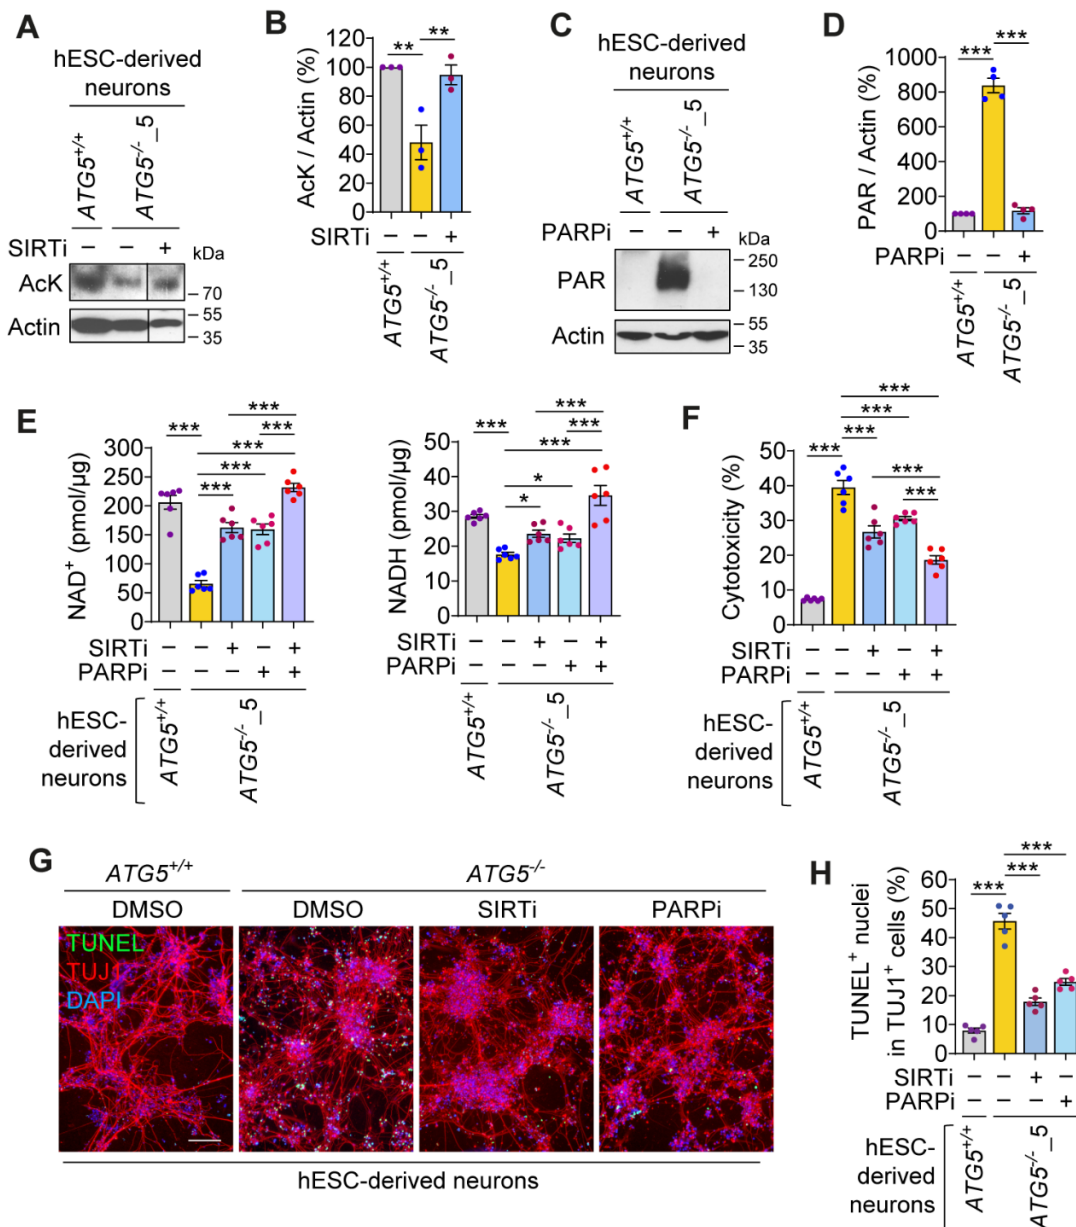 A
hESC-derived
neurons
ATG5+/+
ATG5-/-_5
SIRTi
– – +
kDa
AcK
– 70
Actin
– 55
– 35
B
** **
AcK / Actin (%)
120
100
80
60
40
20
0
SIRTi – – +
ATG5+/+
ATG5-/-_5
C
hESC-derived
neurons
ATG5+/+
ATG5-/-_5
PARPi – – +
kDa
PAR
– 250
– 130
Actin
– 55
– 35
D
*** ***
PAR / Actin (%)
1000
800
600
400
200
0
PARPi – – +
ATG5+/+
ATG5-/-_5
E
***
*** ***
***
***
***
NAD+ (pmol/µg)
300
250
200
150
100
50
0
SIRTi – – + – +
PARPi – – – + +
hESC-
derived
neurons
ATG5+/+
ATG5-/-_5
***
*** ***
***
*
*
NADH (pmol/µg)
50
40
30
20
10
0
SIRTi – – + – +
PARPi – – – + +
ATG5+/+
ATG5-/-_5
F
***
***
*** ***
***
***
Cytotoxicity (%)
50
40
30
20
10
0
SIRTi – – + – +
PARPi – – – + +
hESC-
derived
neurons
ATG5+/+
ATG5-/-_5
G
ATG5+/+ ATG5-/-
DMSO DMSO SIRTi PARPi
TUNEL
TUJ1
DAPI
hESC-derived neurons
H
***
***
***
TUNEL+ nuclei
in TUJ1+ cells (%)
60
50
40
30
20
10
0
SIRTi – – + –
PARPi – – – +
hESC-
derived
neurons
ATG5+/+
ATG5-/-_5